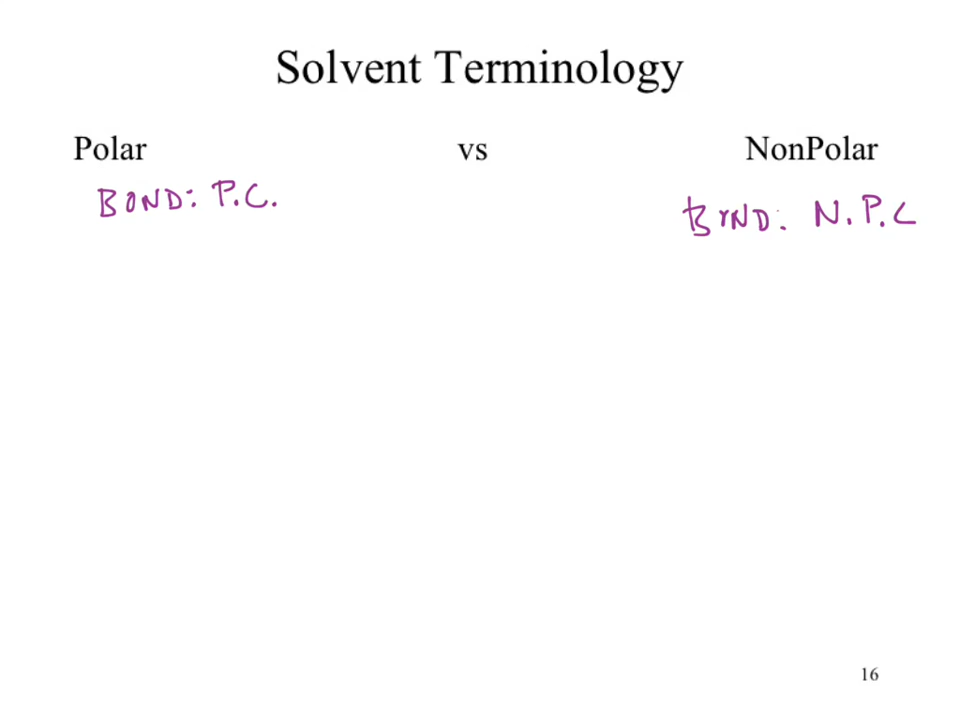 Solvent Terminology
Polar vs NonPolar
BOND: P.C.
BOND: N.P.C
16